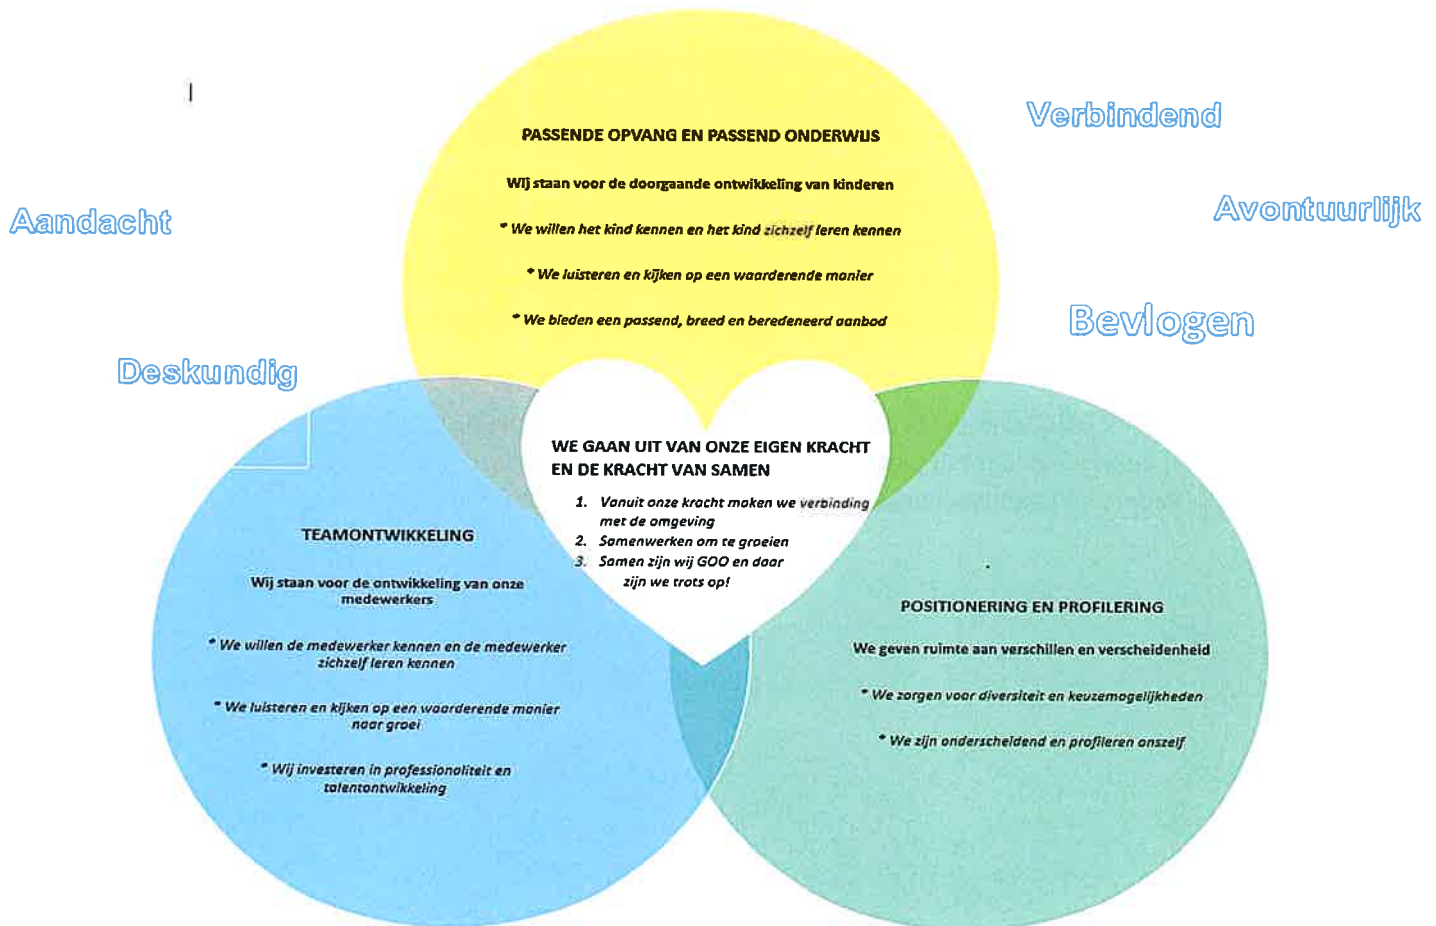 Verbindend
Aandacht
Avontuurlijk
Bevlogen
Deskundig
PASSENDE OPVANG EN PASSEND ONDERWIJS
Wij staan voor de doorgaande ontwikkeling van kinderen
* We willen het kind kennen en het kind zichzelf leren kennen
* We luisteren en kijken op een waarderende manier
* We bieden een passend, breed en beredeneerd aanbod
WE GAAN UIT VAN ONZE EIGEN KRACHT
EN DE KRACHT VAN SAMEN
1. Vanuit onze kracht maken we verbinding
met de omgeving
2. Samenwerken om te groeien
3. Samen zijn wij GOO en daar
zijn we trots op!
TEAMONTWIKKELING
Wij staan voor de ontwikkeling van onze
medewerkers
* We willen de medewerker kennen en de medewerker
zichzelf leren kennen
* We luisteren en kijken op een waarderende manier
naar groei
* Wij investeren in professionaliteit en
talentontwikkeling
POSITIONERING EN PROFILERING
We geven ruimte aan verschillen en verscheidenheid
* We zorgen voor diversiteit en keuzemogelijkheden
* We zijn onderscheidend en profileren onszelf